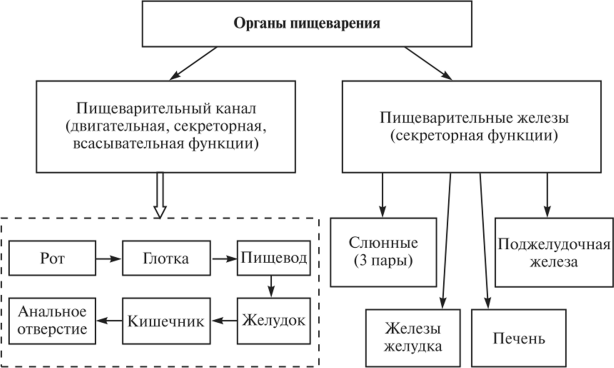 Органы пищеварения
Пищеварительный канал
(двигательная, секреторная,
всасывательная функции)
Пищеварительные железы
(секреторная функции)
Рот
Глотка
Пищевод
Анальное
отверстие
Кишечник
Желудок
Слюнные
(3 пары)
Поджелудочная
железа
Железы
желудка
Печень